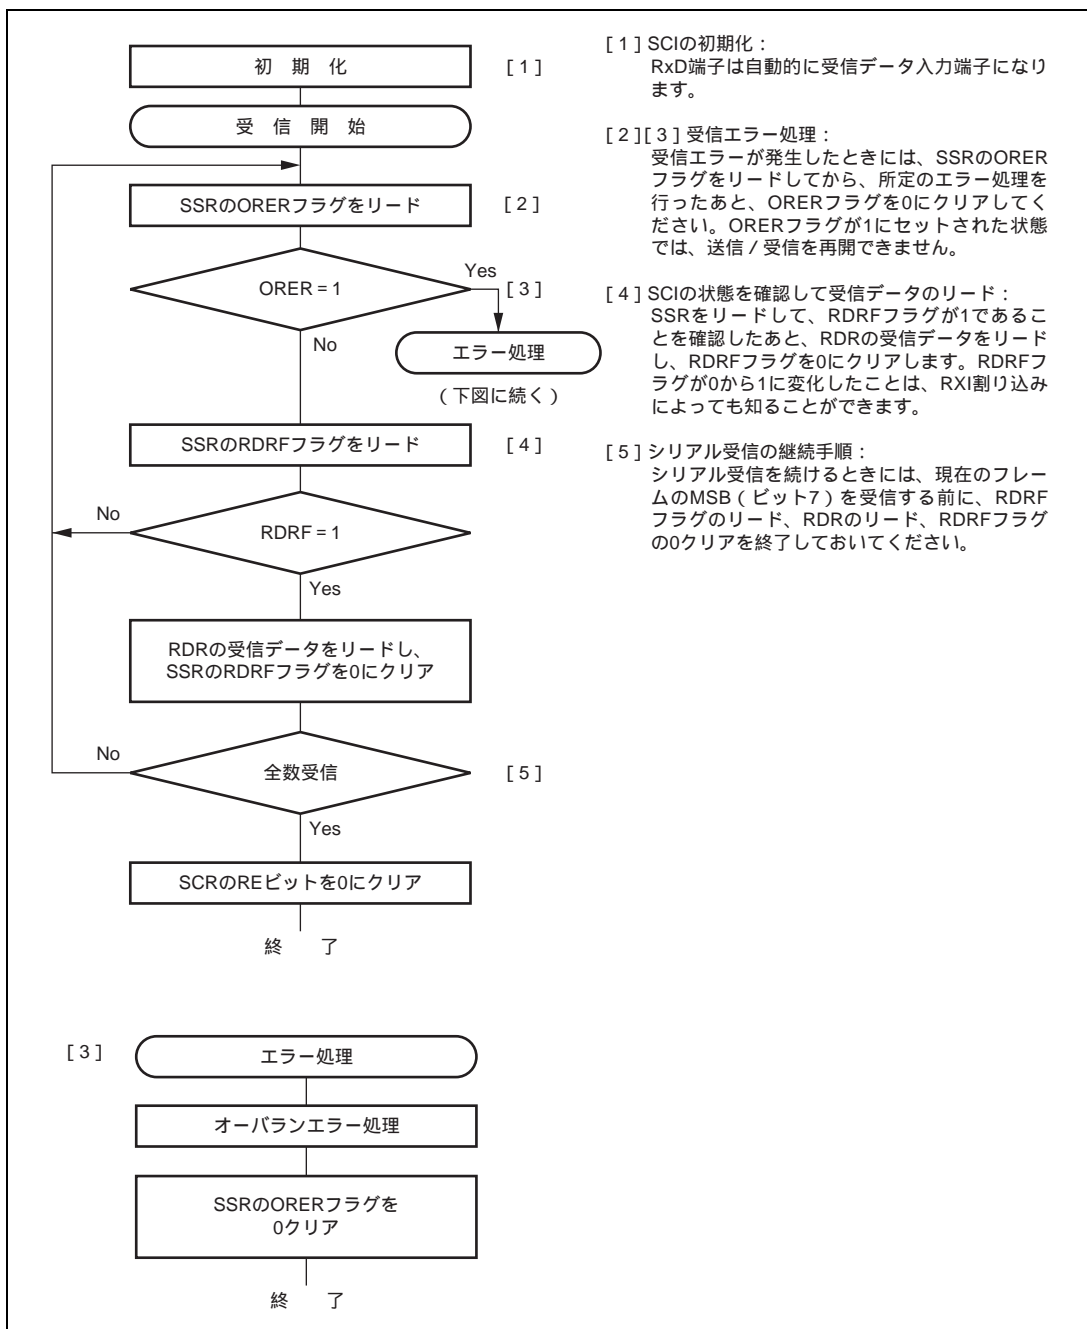 初 期 化 [1]
受 信 開 始
SSRのORERフラグをリード [2]
ORER = 1
Yes
[3]
No
エラー処理
（下図に続く）
SSRのRDRFフラグをリード [4]
No
RDRF = 1
Yes
RDRの受信データをリードし、
SSRのRDRFフラグを0にクリア
No
全数受信 [5]
Yes
SCRのREビットを0にクリア
終 了
[1] SCIの初期化：
RxD端子は自動的に受信データ入力端子になり
ます。
[2][3] 受信エラー処理：
受信エラーが発生したときには、SSRのORER
フラグをリードしてから、所定のエラー処理を
行ったあと、ORERフラグを0にクリアしてく
ださい。ORERフラグが1にセットされた状態
では、送信／受信を再開できません。
[4] SCIの状態を確認して受信データのリード：
SSRをリードして、RDRFフラグが1であるこ
とを確認したあと、RDRの受信データをリード
し、RDRFフラグを0にクリアします。RDRFフ
ラグが0から1に変化したことは、RXI割り込み
によっても知ることができます。
[5] シリアル受信の継続手順：
シリアル受信を続けるときには、現在のフレー
ムのMSB（ビット7）を受信する前に、RDRF
フラグのリード、RDRのリード、RDRFフラグ
の0クリアを終了しておいてください。
[3] エラー処理
オーバランエラー処理
SSRのORERフラグを
0クリア
終 了